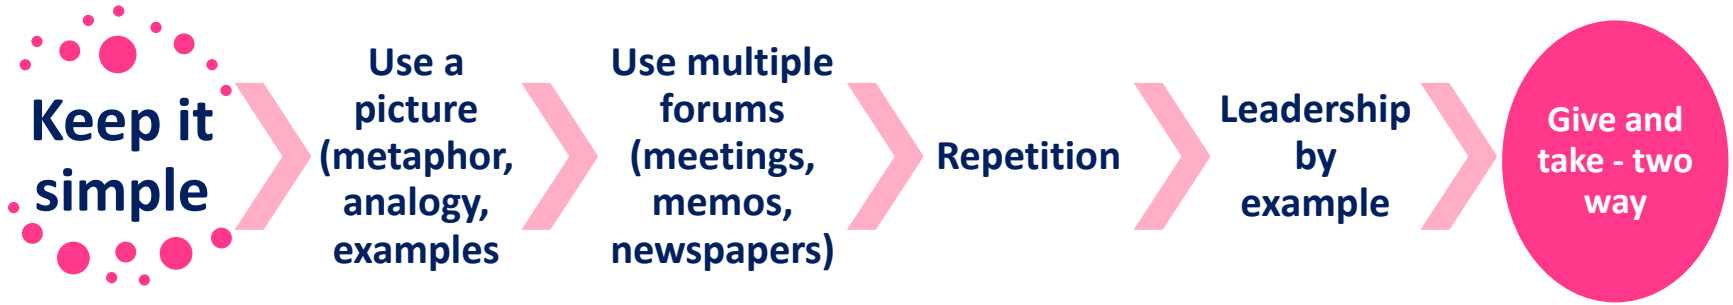 Keep it
simple
Use a
picture
(metaphor,
analogy,
examples
Use multiple
forums
(meetings,
memos,
newspapers)
Repetition
Leadership
by
example
Give and
take - two
way